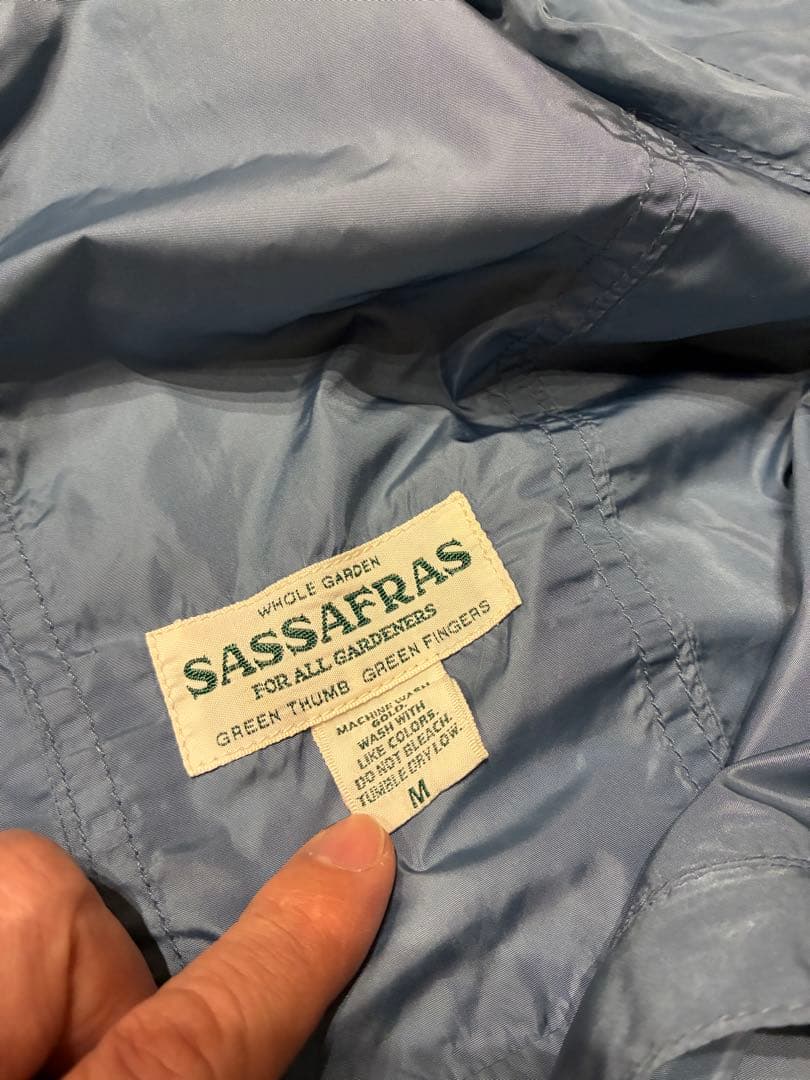 WHOLE GARDEN
SASSAFRAS
FOR ALL GARDENERS
GREEN THUMB GREEN FINGERS
MACHINE WASH
GOLD.
WASH WITH
LIKE COLORS.
DO NOT BLEACH.
TUMBLE DRY LOW.
M